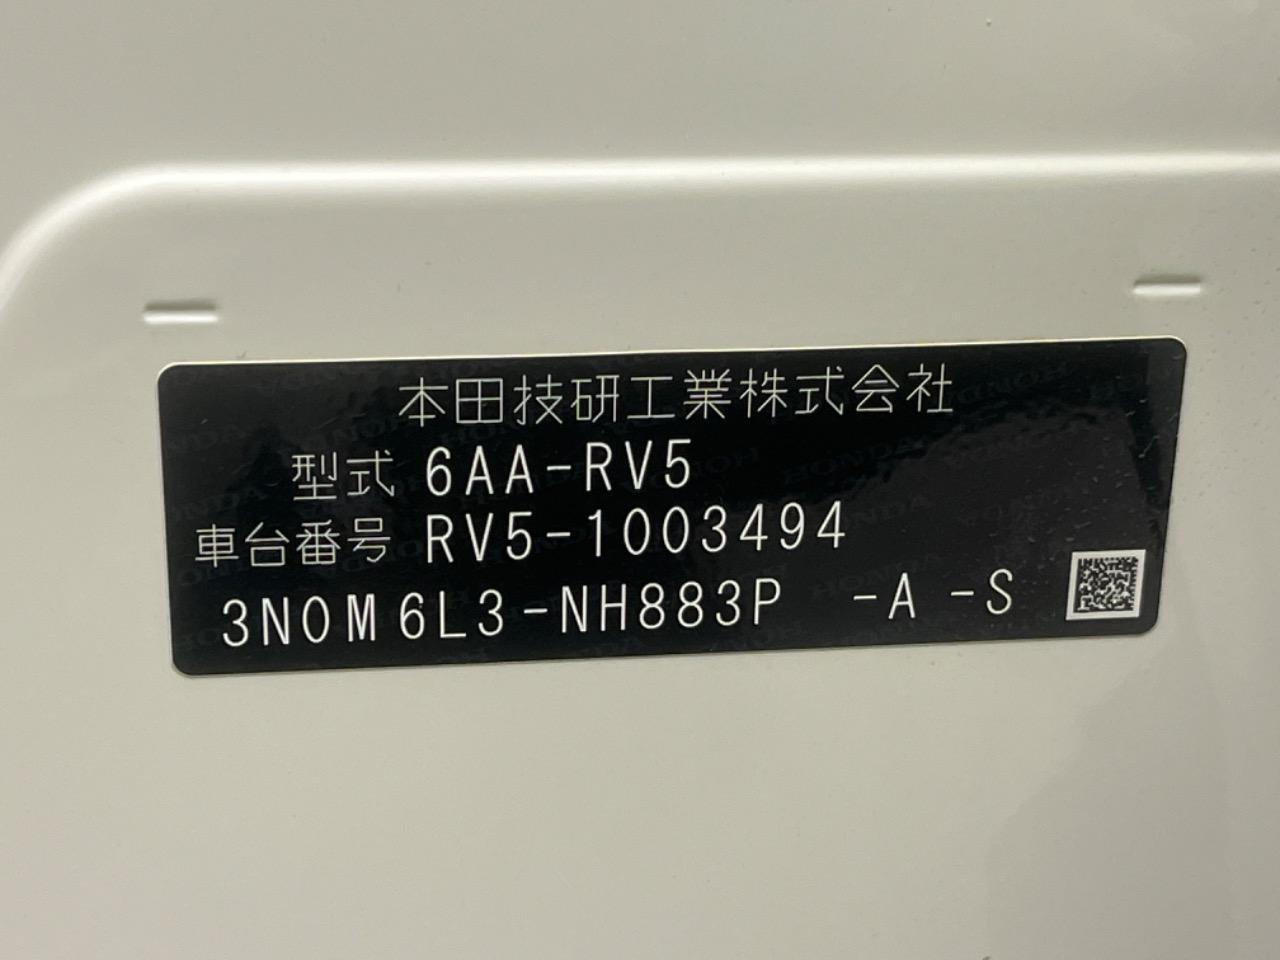 本田技研工業株式会社
型式 6AA-RV5
車台番号 RV5-1003494
3N0M6L3-NH883P -A -S